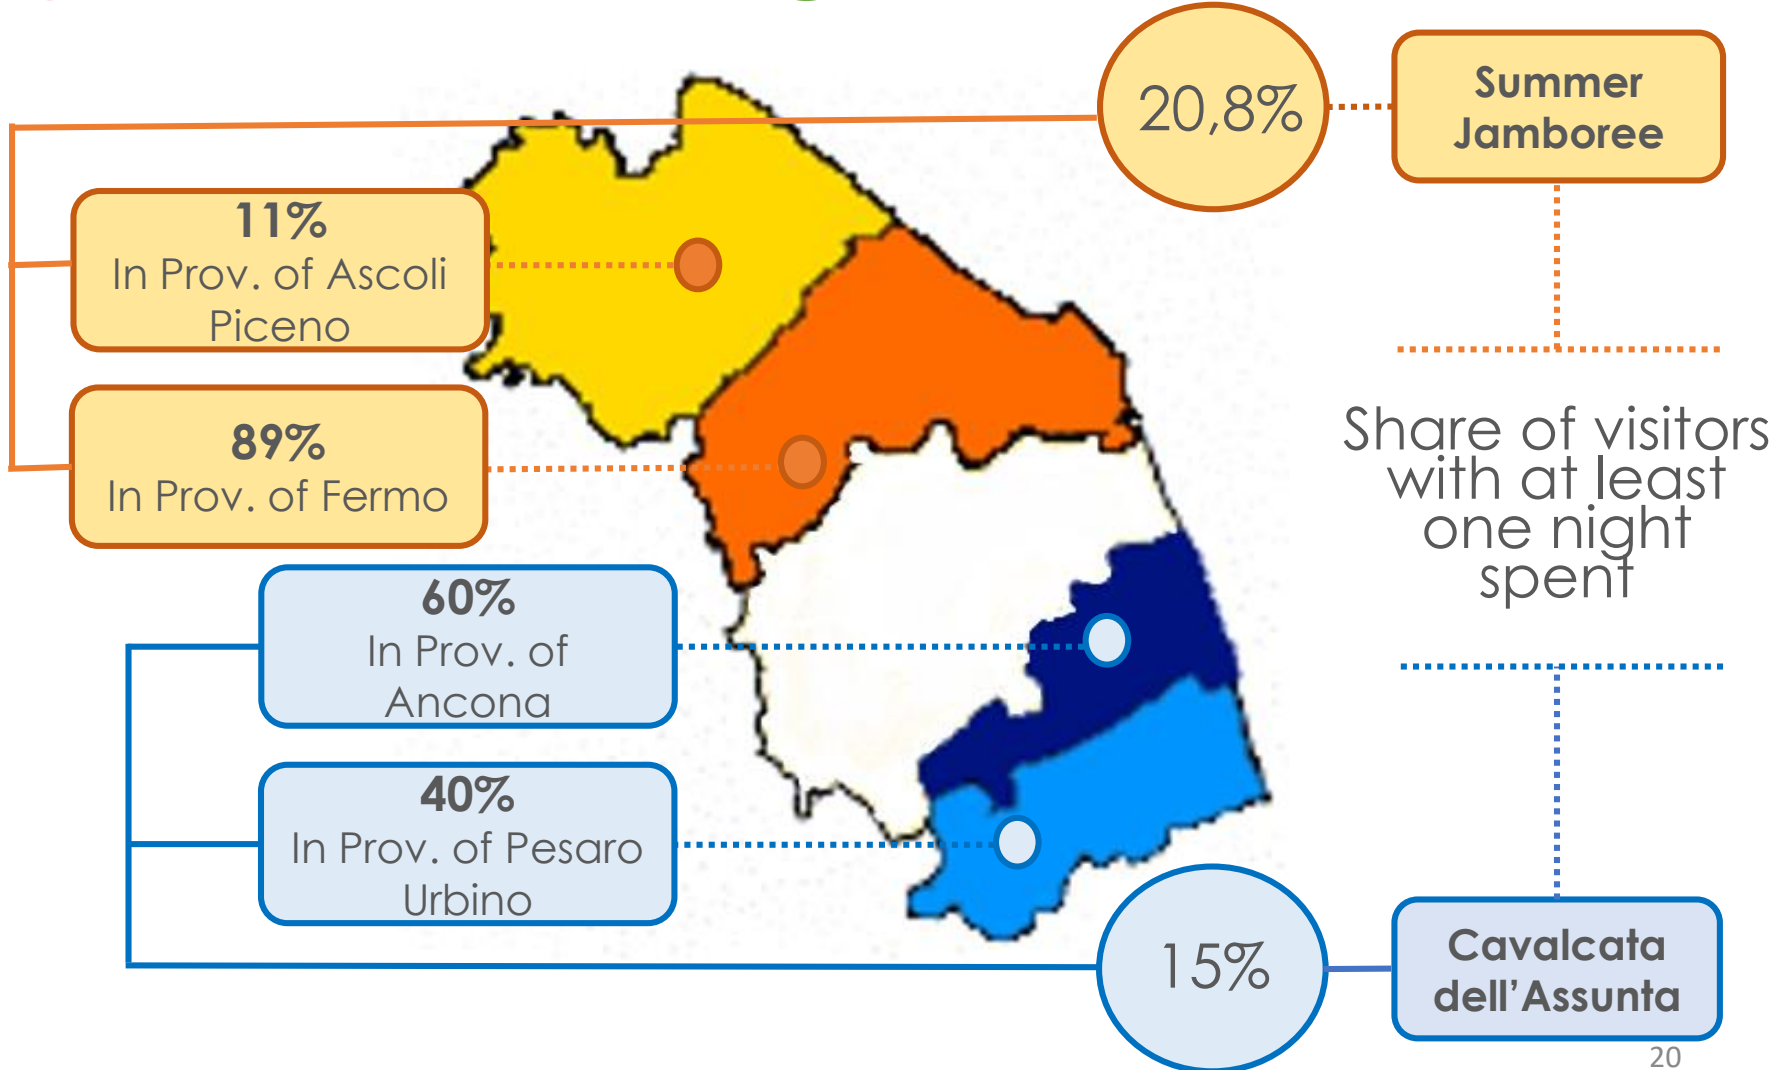 20,8%
Summer
Jamboree
11%
In Prov. of Ascoli
Piceno
89%
In Prov. of Fermo
Share of visitors
with at least
one night
spent
60%
In Prov. of
Ancona
40%
In Prov. of Pesaro
Urbino
15%
Cavalcata
dell’Assunta
20